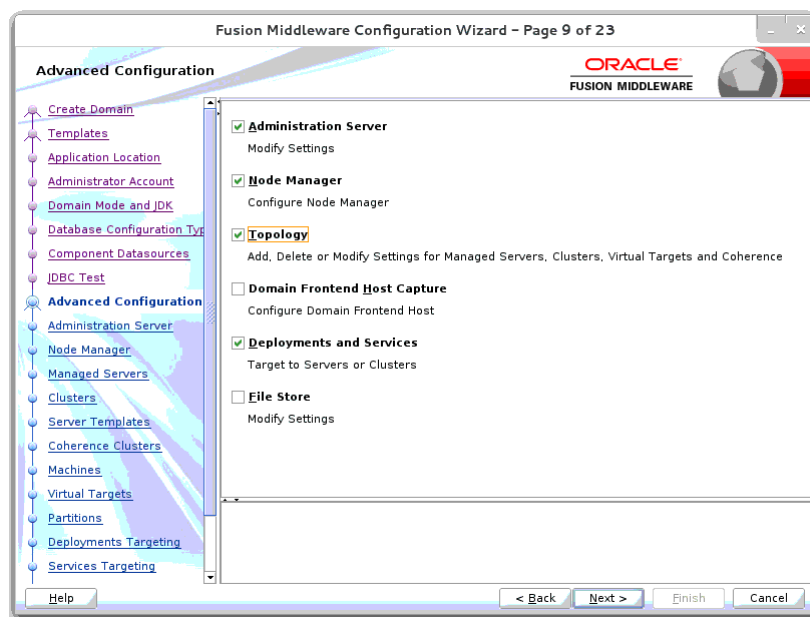 Fusion Middleware Configuration Wizard – Page 9 of 23
Advanced Configuration
ORACLE
FUSION MIDDLEWARE
Create Domain
Templates
Application Location
Administrator Account
Domain Mode and JDK
Database Configuration Typ
Component Datasources
JDBC Test
Advanced Configuration
Administration Server
Node Manager
Managed Servers
Clusters
Server Templates
Coherence Clusters
Machines
Virtual Targets
Partitions
Deployments Targeting
Services Targeting
Administration Server
Modify Settings
Node Manager
Configure Node Manager
Topology
Add, Delete or Modify Settings for Managed Servers, Clusters, Virtual Targets and Coherence
Domain Frontend Host Capture
Configure Domain Frontend Host
Deployments and Services
Target to Servers or Clusters
File Store
Modify Settings
Help
< Back
Next >
Finish
Cancel